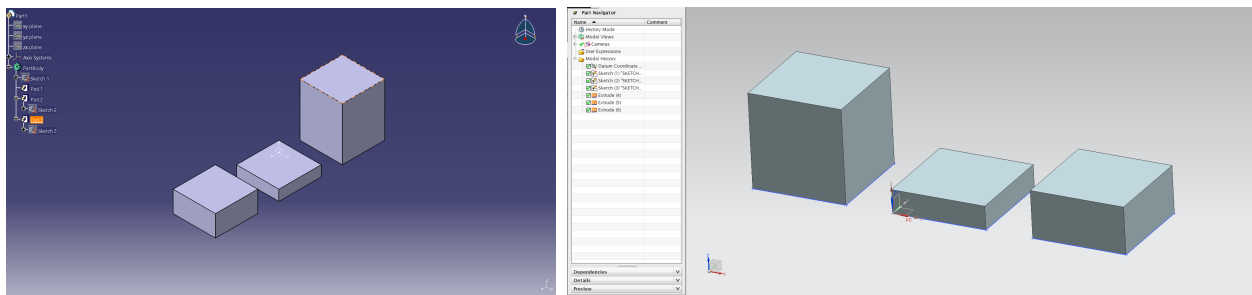 Part1
xy plane
yz plane
zx plane
Axis Systems
PartBody
Sketch.1
Pad.1
Pad.2
Sketch.2
Pad.3
Sketch.3
Part Navigator
Name Comment
History Mode
Model Views
Cameras
User Expressions
Model History
Datum Coordinate ...
Sketch (1) "SKETCH...
Sketch (2) "SKETCH...
Sketch (3) "SKETCH...
Extrude (4)
Extrude (5)
Extrude (6)
Dependencies
Details
Preview